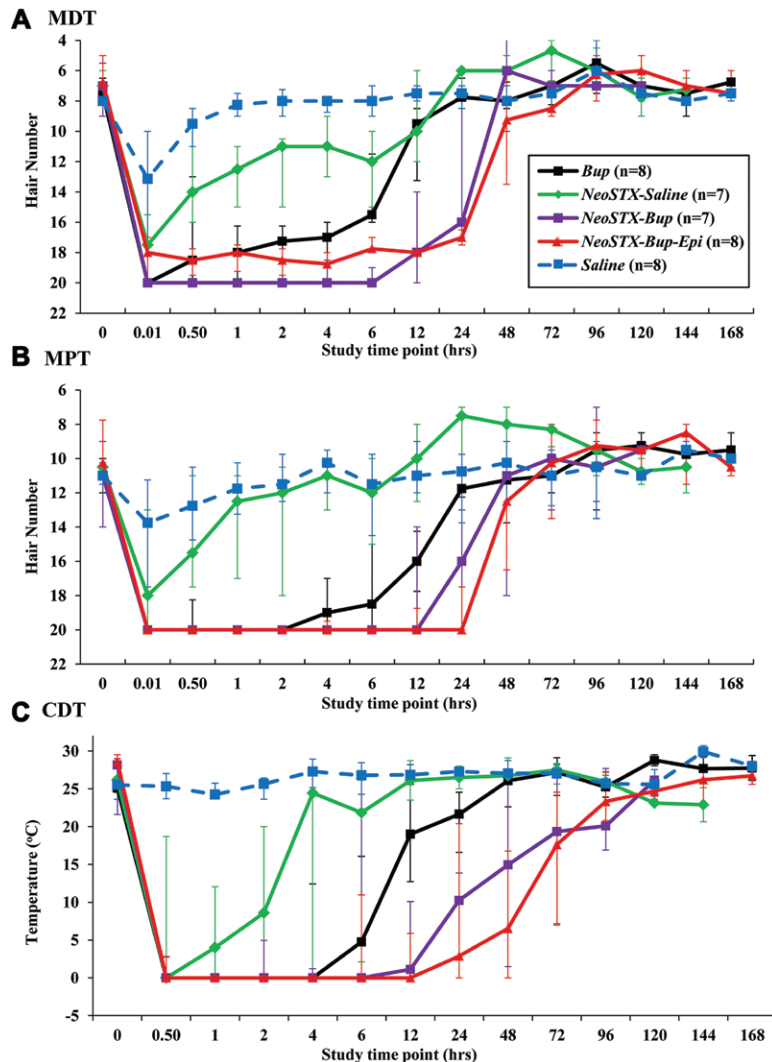 A MDT
Hair Number
4
6
8
10
12
14
16
18
20
22
0 0.01 0.50 1 2 4 6 12 24 48 72 96 120 144 168
Study time point (hrs)
Bup (n=8)
NeoSTX-Saline (n=7)
NeoSTX-Bup (n=7)
NeoSTX-Bup-Epi (n=8)
Saline (n=8)
B MPT
Hair Number
6
8
10
12
14
16
18
20
22
0 0.01 0.50 1 2 4 6 12 24 48 72 96 120 144 168
Study time point (hrs)
C CDT
Temperature (°C)
30
25
20
15
10
5
0
-5
0 0.50 1 2 4 6 12 24 48 72 96 120 144 168
Study time point (hrs)